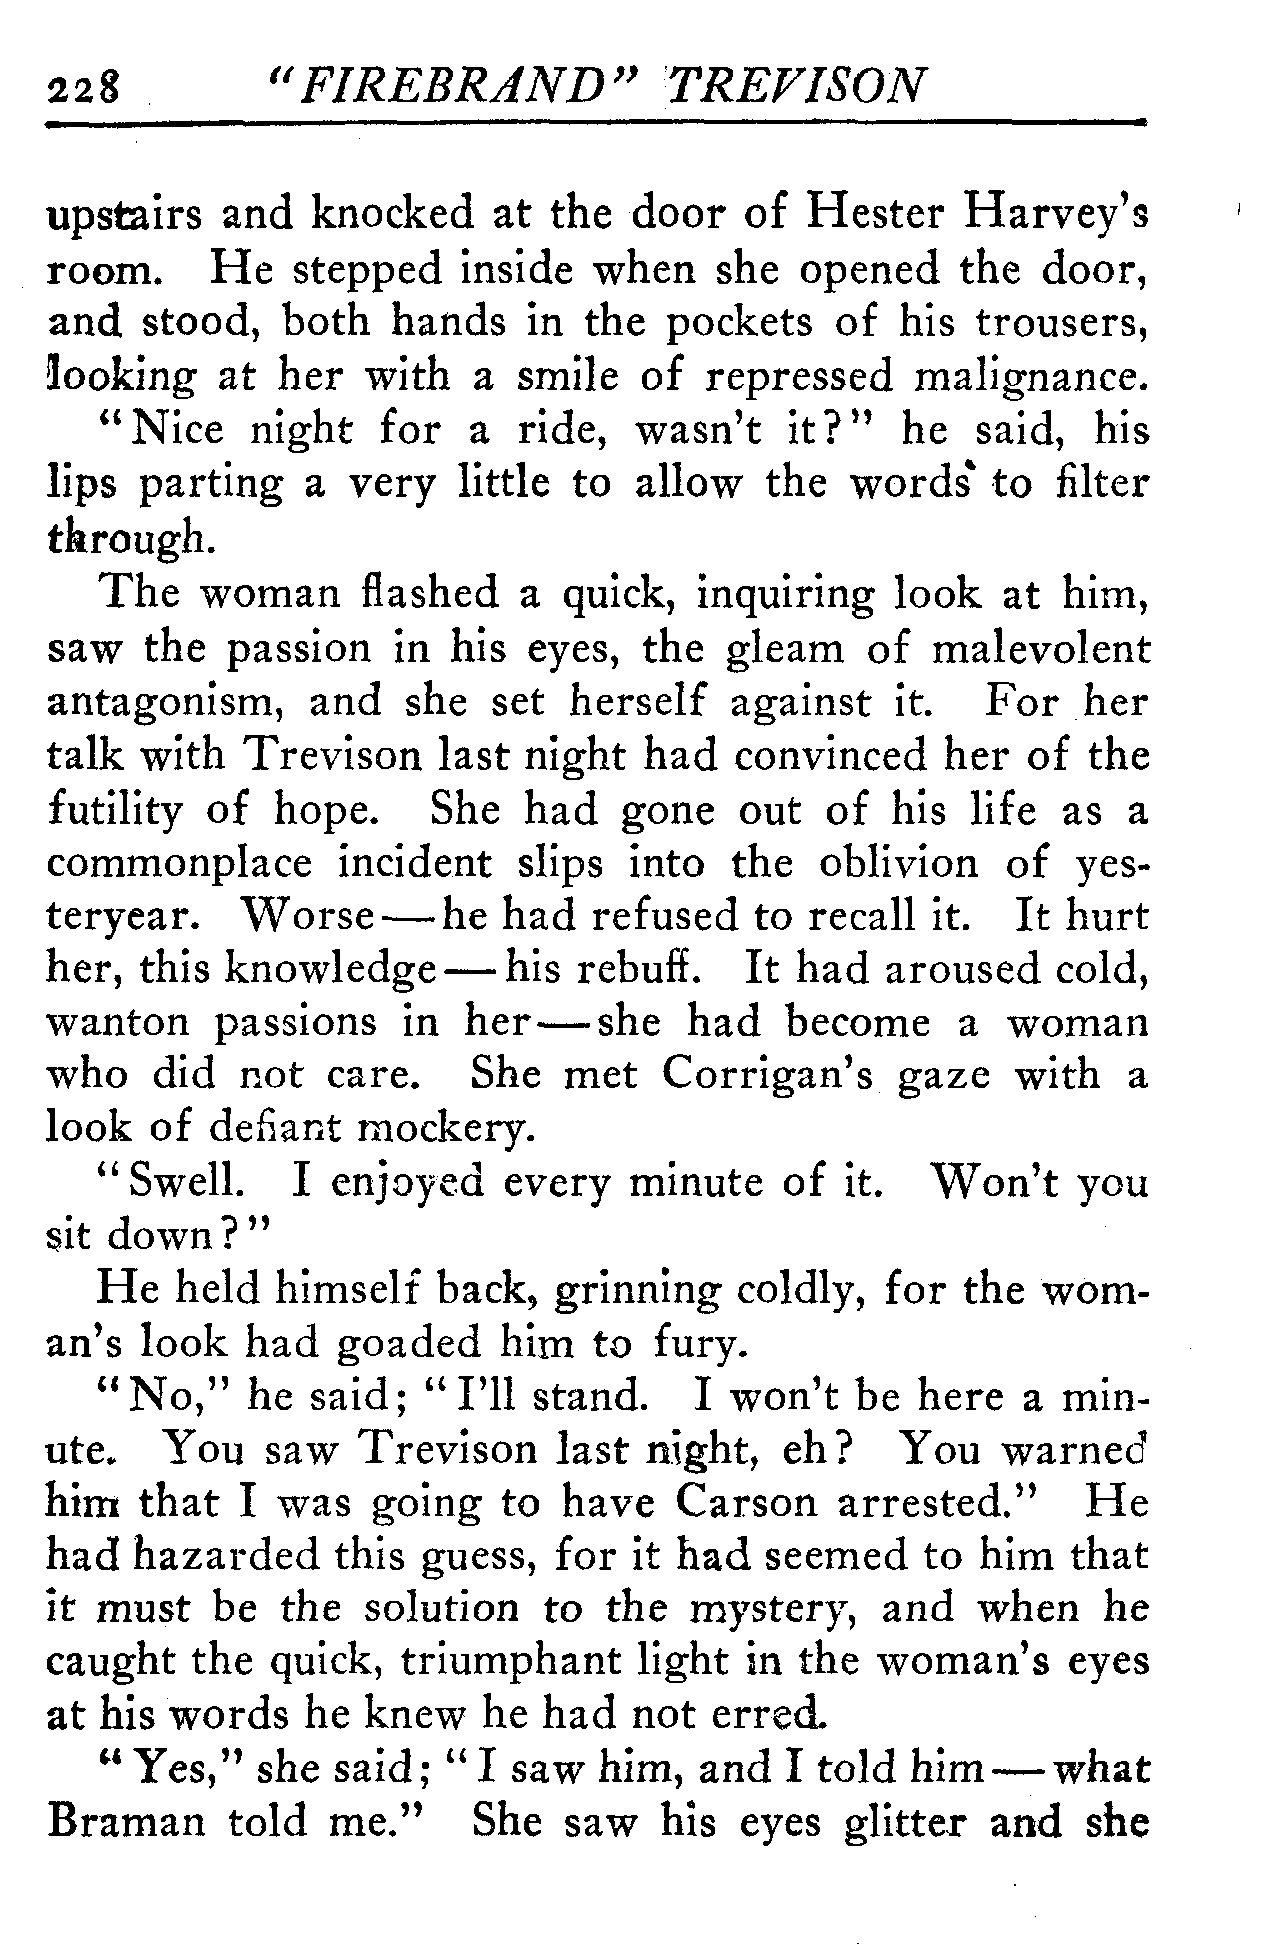 228 "FIREBRAND" TREVISON
upstairs and knocked at the door of Hester Harvey's
room. He stepped inside when she opened the door,
and stood, both hands in the pockets of his trousers,
looking at her with a smile of repressed malignance.
"Nice night for a ride, wasn't it?" he said, his
lips parting a very little to allow the words to filter
through.
The woman flashed a quick, inquiring look at him,
saw the passion in his eyes, the gleam of malevolent
antagonism, and she set herself against it. For her
talk with Trevison last night had convinced her of the
futility of hope. She had gone out of his life as a
commonplace incident slips into the oblivion of yes-
teryear. Worse—he had refused to recall it. It hurt
her, this knowledge—his rebuff. It had aroused cold,
wanton passions in her—she had become a woman
who did not care. She met Corrigan's gaze with a
look of defiant mockery.
"Swell. I enjoyed every minute of it. Won't you
sit down?"
He held himself back, grinning coldly, for the wom-
an's look had goaded him to fury.
"No," he said; "I'll stand. I won't be here a min-
ute. You saw Trevison last night, eh? You warned
him that I was going to have Carson arrested." He
had hazarded this guess, for it had seemed to him that
it must be the solution to the mystery, and when he
caught the quick, triumphant light in the woman's eyes
at his words he knew he had not erred.
"Yes," she said; "I saw him, and I told him—what
Braman told me." She saw his eyes glitter and she